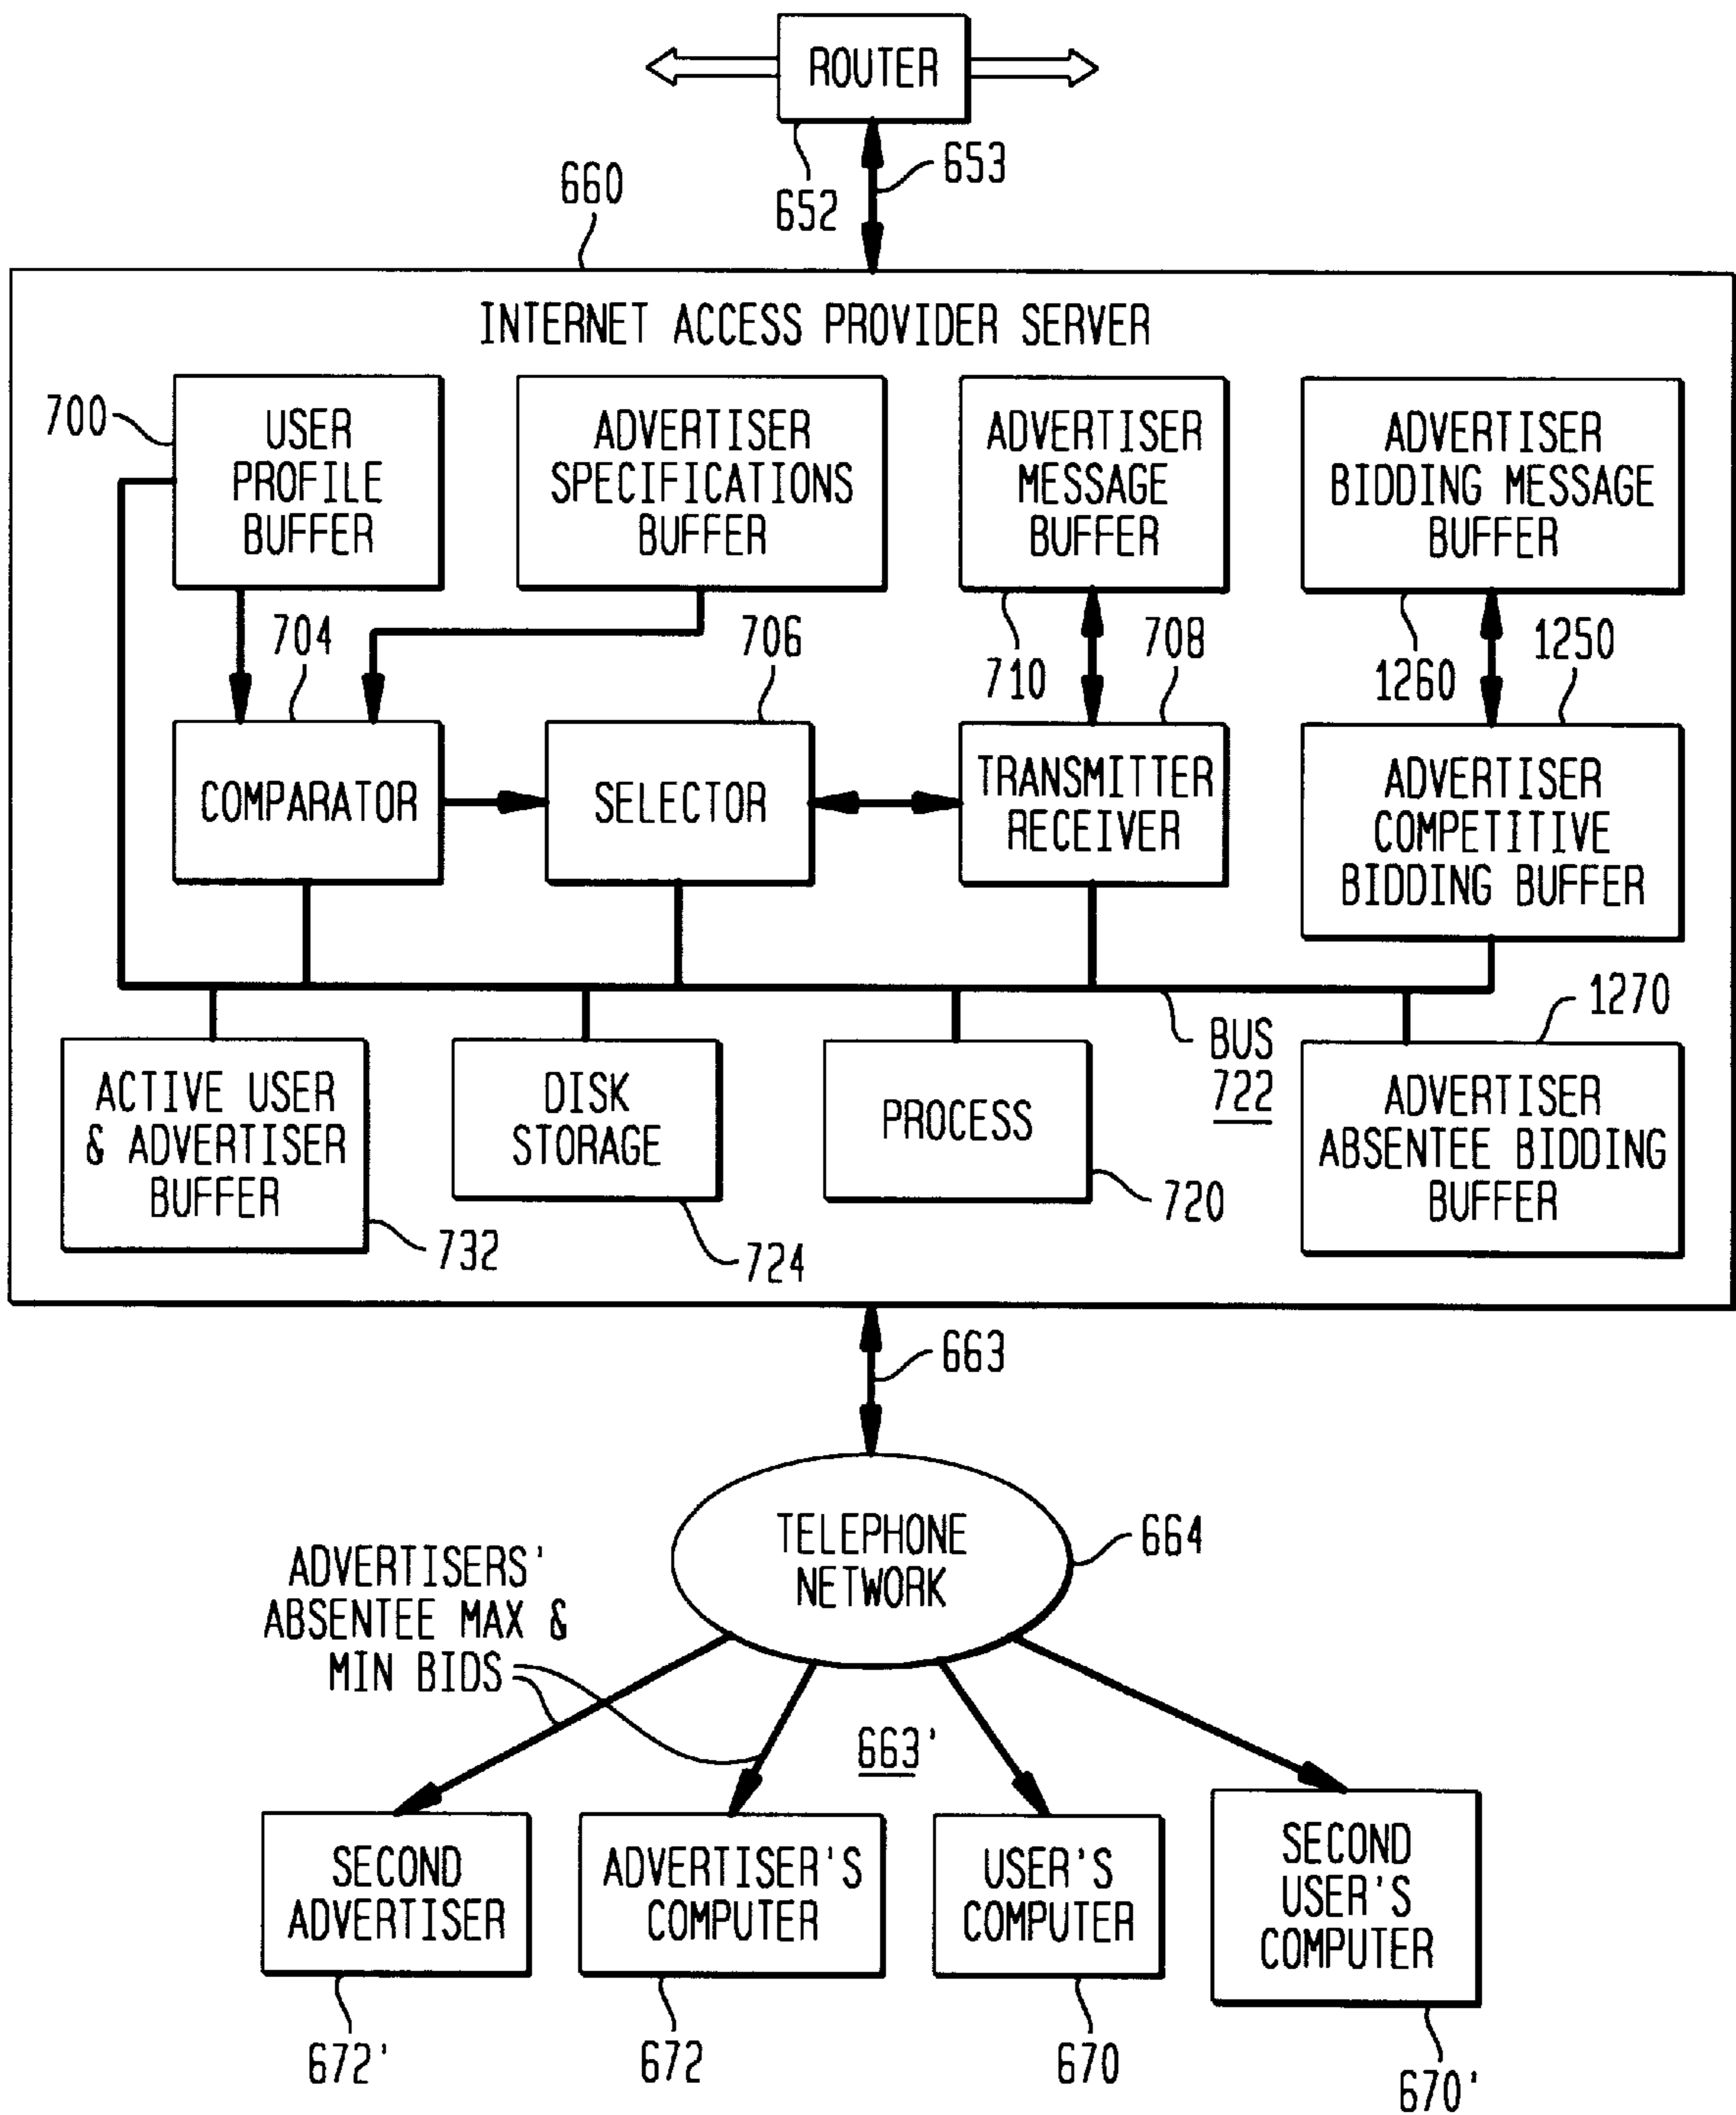 ROUTER
653
652
660
INTERNET ACCESS PROVIDER SERVER
700
USER
PROFILE
BUFFER
ADVERTISER
SPECIFICATIONS
BUFFER
ADVERTISER
MESSAGE
BUFFER
ADVERTISER
BIDDING MESSAGE
BUFFER
704
706
710
708
1260
1250
COMPARATOR
SELECTOR
TRANSMITTER
RECEIVER
ADVERTISER
COMPETITIVE
BIDDING BUFFER
1270
BUS
722
ACTIVE USER
& ADVERTISER
BUFFER
DISK
STORAGE
PROCESS
ADVERTISER
ABSENTEE BIDDING
BUFFER
732
724
720
663
TELEPHONE
NETWORK
664
ADVERTISERS'
ABSENTEE MAX &
MIN BIDS
663'
SECOND
ADVERTISER
ADVERTISER'S
COMPUTER
USER'S
COMPUTER
SECOND
USER'S
COMPUTER
672'
672
670
670'